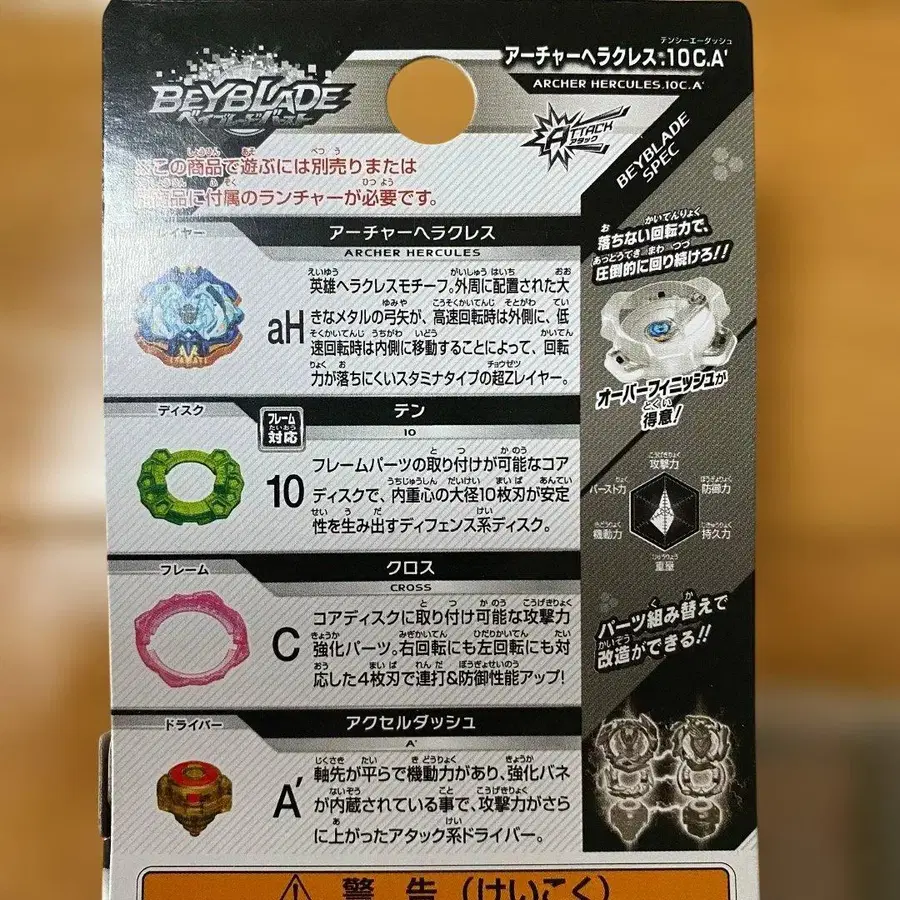 テンシーエーダッシュ
アーチャーヘラクレス.10C.A'
ARCHER HERCULES.10C.A'
BEYBLADE
ベイブレードバースト
ATTACK
アタック
BEYBLADE
SPEC
※この商品で遊ぶには別売りまたは
商品に付属のランチャーが必要です。
レイヤー
アーチャーヘラクレス
ARCHER HERCULES
aH
英雄ヘラクレスモチーフ。外周に配置された大
きなメタルの弓矢が、高速回転時は外側に、低
速回転時は内側に移動することによって、回転
力が落ちにくいスタミナタイプの超Zレイヤー。
ディスク
フレーム
対応
テン
10
10
フレームパーツの取り付けが可能なコア
ディスクで、内重心の大径10枚刃が安定
性を生み出すディフェンス系ディスク。
フレーム
クロス
CROSS
C
コアディスクに取り付け可能な攻撃力
強化パーツ。右回転にも左回転にも対
応した4枚刃で連打&防御性能アップ!
ドライバー
アクセルダッシュ
A'
A'
軸先が平らで機動力があり、強化バネ
が内蔵されている事で、攻撃力がさら
に上がったアタック系ドライバー。
落ちない回転力で、
圧倒的に回り続けろ!!
オーバーフィニッシュが
得意!
攻撃力
バースト力
防御力
機動力
持久力
重量
パーツ組み替えで
改造ができる!!
警告(けいこく)